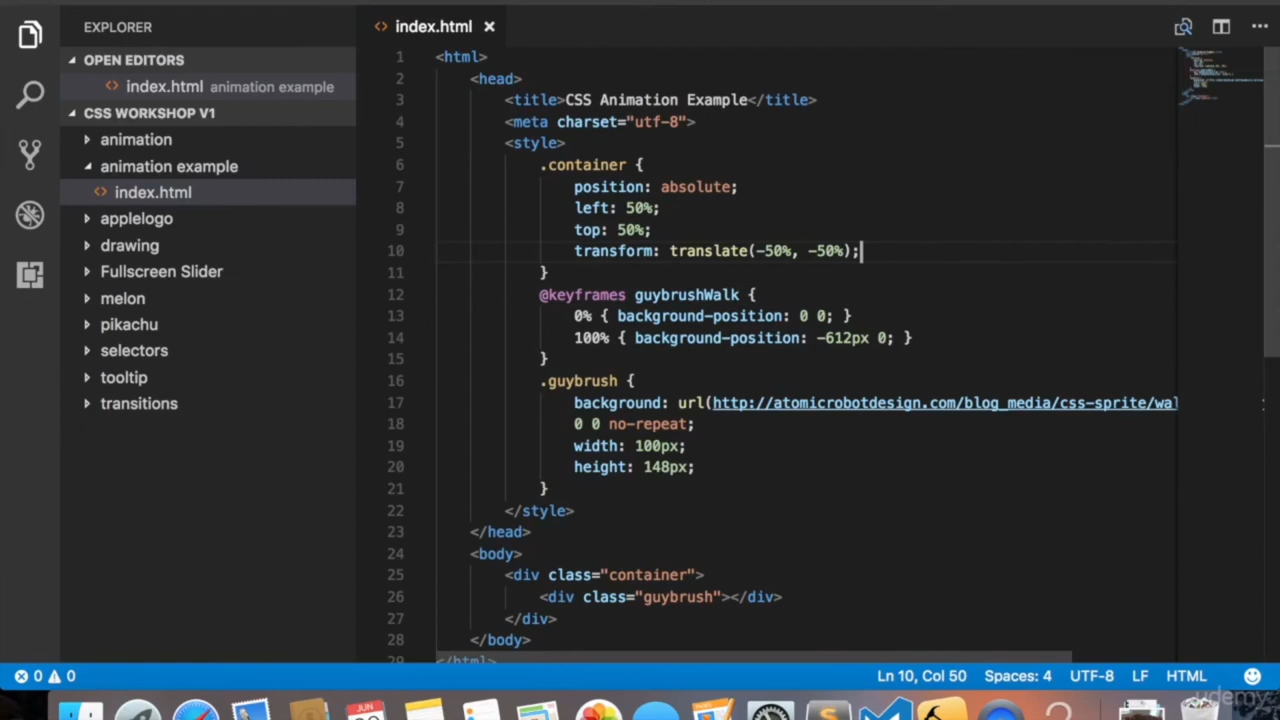 EXPLORER
OPEN EDITORS
index.html animation example
CSS WORKSHOP V1
animation
animation example
index.html
applelogo
drawing
Fullscreen Slider
melon
pikachu
selectors
tooltip
transitions
index.html
1 <html>
2 <head>
3 <title>CSS Animation Example</title>
4 <meta charset="utf-8">
5 <style>
6 .container {
7 position: absolute;
8 left: 50%;
9 top: 50%;
10 transform: translate(-50%, -50%);
11 }
12 @keyframes guybrushWalk {
13 0% { background-position: 0 0; }
14 100% { background-position: -612px 0; }
15 }
16 .guybrush {
17 background: url(http://atomicrobotdesign.com/blog_media/css-sprite/wal
18 0 0 no-repeat;
19 width: 100px;
20 height: 148px;
21 }
22 </style>
23 </head>
24 <body>
25 <div class="container">
26 <div class="guybrush"></div>
27 </div>
28 </body>
29 </html>
0 0 Ln 10, Col 50 Spaces: 4 UTF-8 LF HTML
JUN
udemy